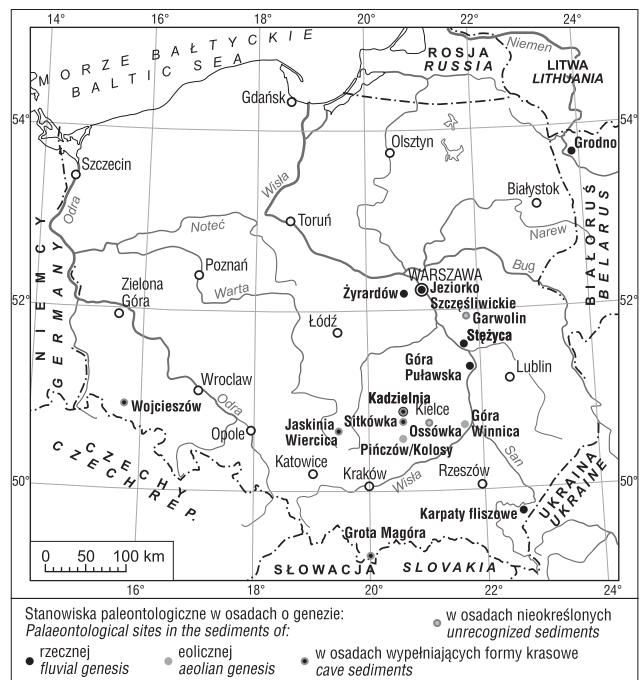 14° 16° 18° 20° 22° 24°
MORZE BAŁTYCKIE
BALTIC SEA
ROSJA
RUSSIA
Niemen
LITWA
LITHUANIA
Gdańsk
54° 54°
Olsztyn
Grodno
Szczecin
Wisła
Odra
Białystok
Toruń
Noteć
Narew
BIAŁORUŚ
BELARUS
NIEMCY
GERMANY
Poznań
Bug
WARSZAWA
Zielona
Góra
Warta
Żyrardów
Jeziorko
Szczęśliwickie
52° 52°
Garwolin
Łódź
Stężyca
Góra
Puławska
Lublin
Wrocław
Kadzielnia
Wojcieszów
Odra
Kielce
Sitkówka
Jaskinia
Wiercica
Ossówka
Góra
Winnica
Opole
Pińczów/Kolosy
CZECHY
CZECH REP.
Katowice
Kraków
Wisła
Rzeszów
San
50° 50°
UKRAINA
UKRAINE
Karpaty fliszowe
Grota Magóra
0 50 100 km
SŁOWACJA SLOVAKIA
16° 18° 20° 22° 24°
Stanowiska paleontologiczne w osadach o genezie:
Palaeontological sites in the sediments of:
w osadach nieokreślonych
unrecognized sediments
rzecznej
fluvial genesis
eolicznej
aeolian genesis
w osadach wypełniających formy krasowe
cave sediments